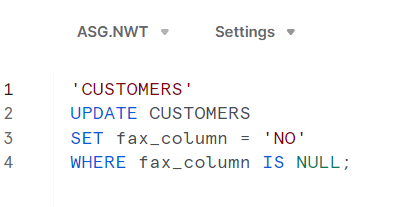 ASG.NWT Settings
1 'CUSTOMERS'
2 UPDATE CUSTOMERS
3 SET fax_column = 'NO'
4 WHERE fax_column IS NULL;